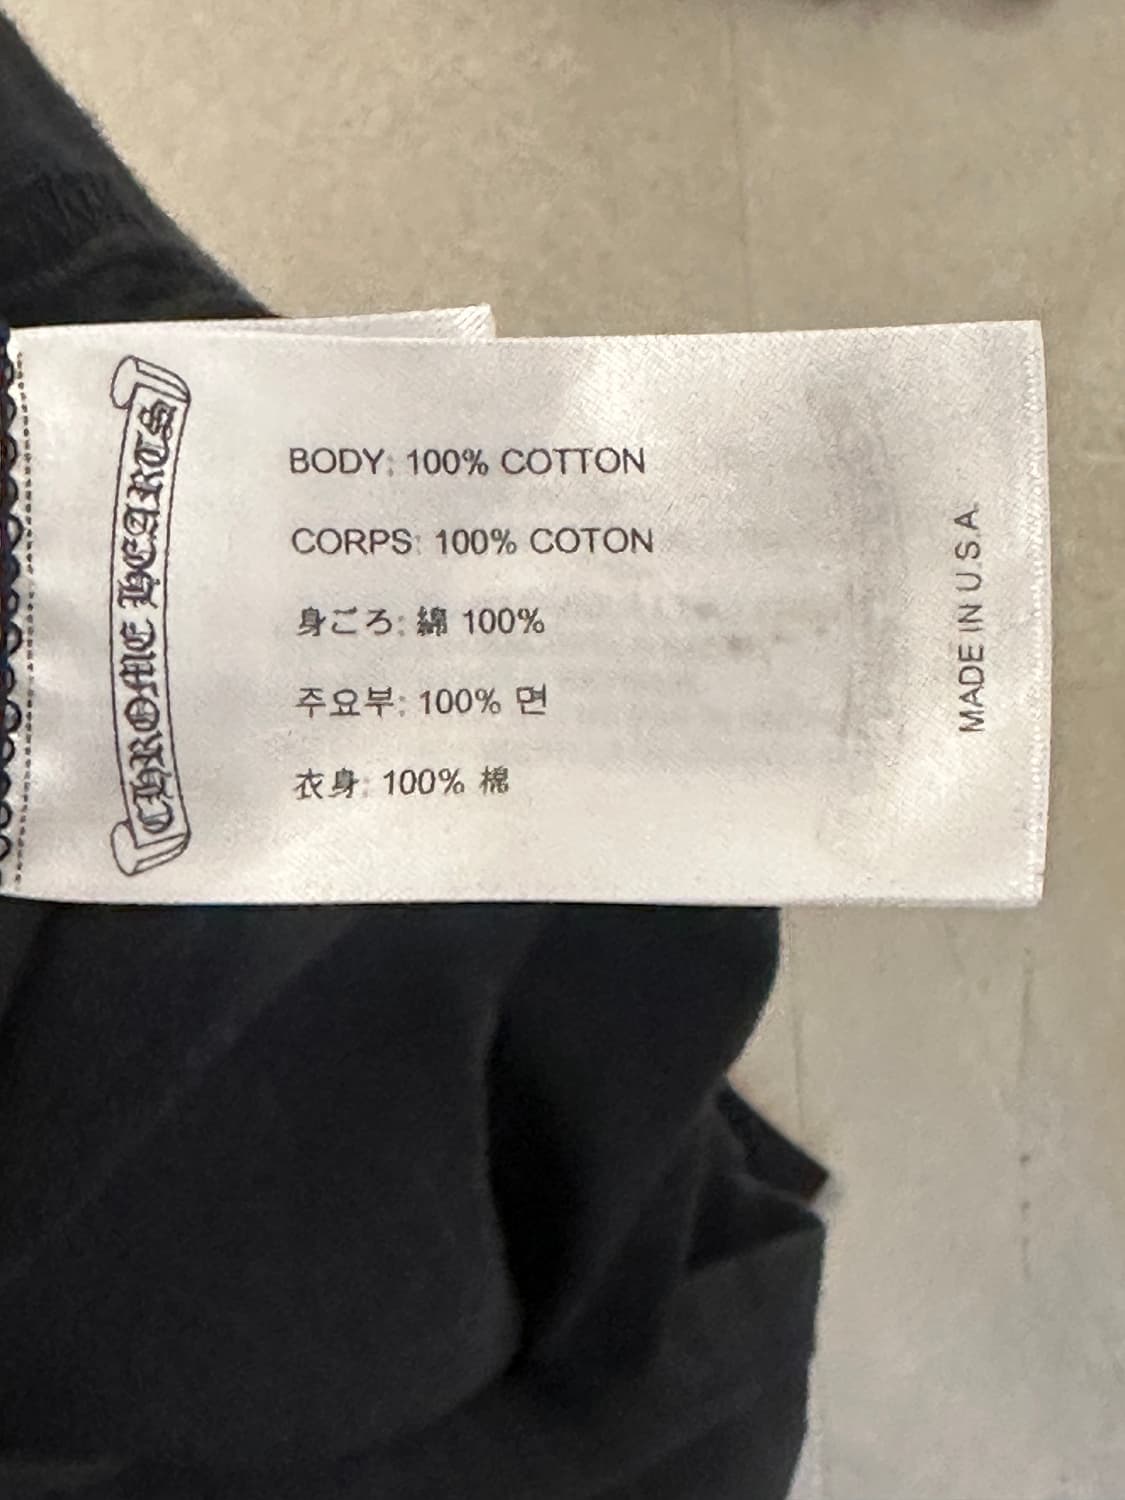 CHROME HEARTS
BODY: 100% COTTON
CORPS: 100% COTON
身ごろ: 綿 100%
주요부: 100% 면
衣身: 100% 棉
MADE IN U.S.A.